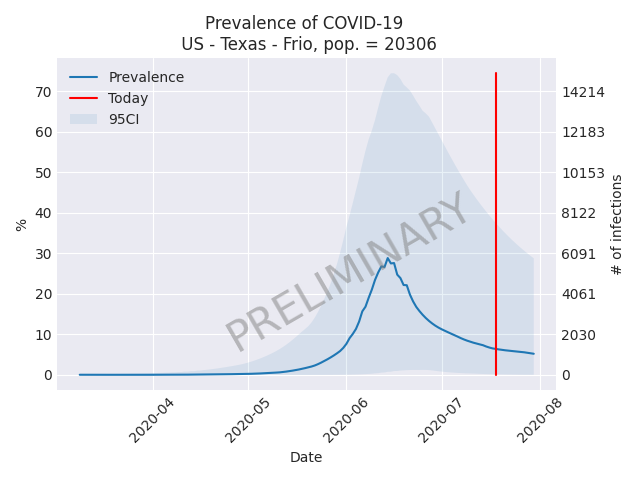 Prevalence of COVID-19
US - Texas - Frio, pop. = 20306
Prevalence
Today
95CI
%
70
60
50
40
30
20
10
0
14214
12183
10153
8122
6091
4061
2030
0
# of infections
PRELIMINARY
2020-04
2020-05
2020-06
2020-07
2020-08
Date